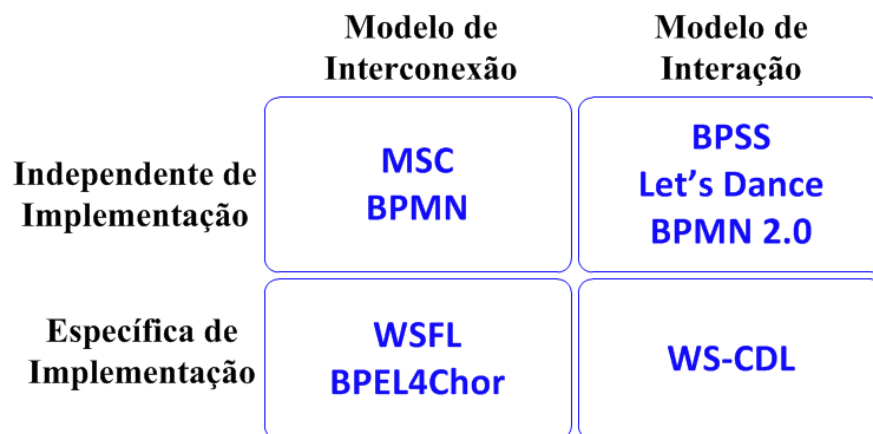 Modelo de
Interconexão
Modelo de
Interação
Independente de
Implementação
MSC
BPMN
BPSS
Let's Dance
BPMN 2.0
Específica de
Implementação
WSFL
BPEL4Chor
WS-CDL